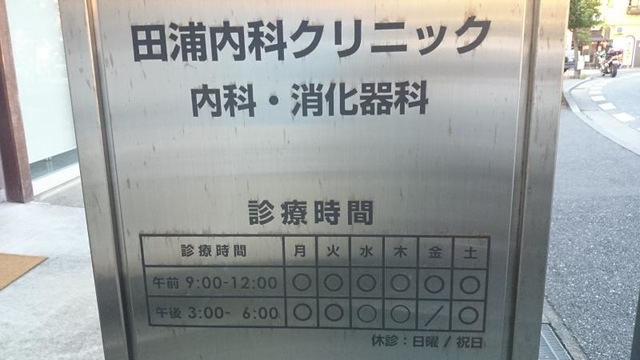 田浦内科クリニック
内科・消化器科
診療時間
診療時間 月 火 水 木 金 土
午前 9:00-12:00 ○ ○ ○ ○ ○ ○
午後 3:00- 6:00 ○ ○ ○ ○ / ○
休診:日曜/祝日